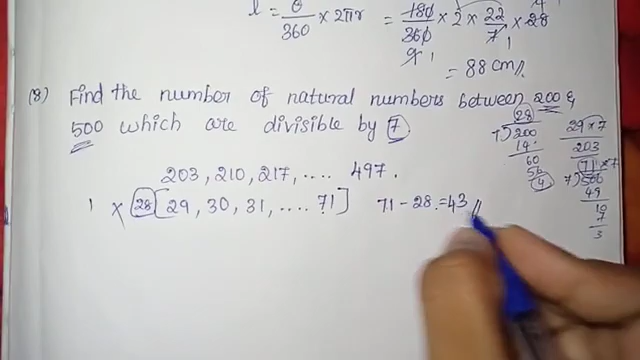 l = θ/360 × 2πr = 180/360 × 2 × 22/7 × 28
= 88 cm //.
(8) Find the number of natural numbers between 200 &
500 which are divisible by 7
203, 210, 217, .... 497.
1 × 28 [29, 30, 31, .... 71] 71 - 28. = 43 //
28
7) 200
14
60
56
4
29 × 7
203
71 × 7
7) 500
49
10
7
3